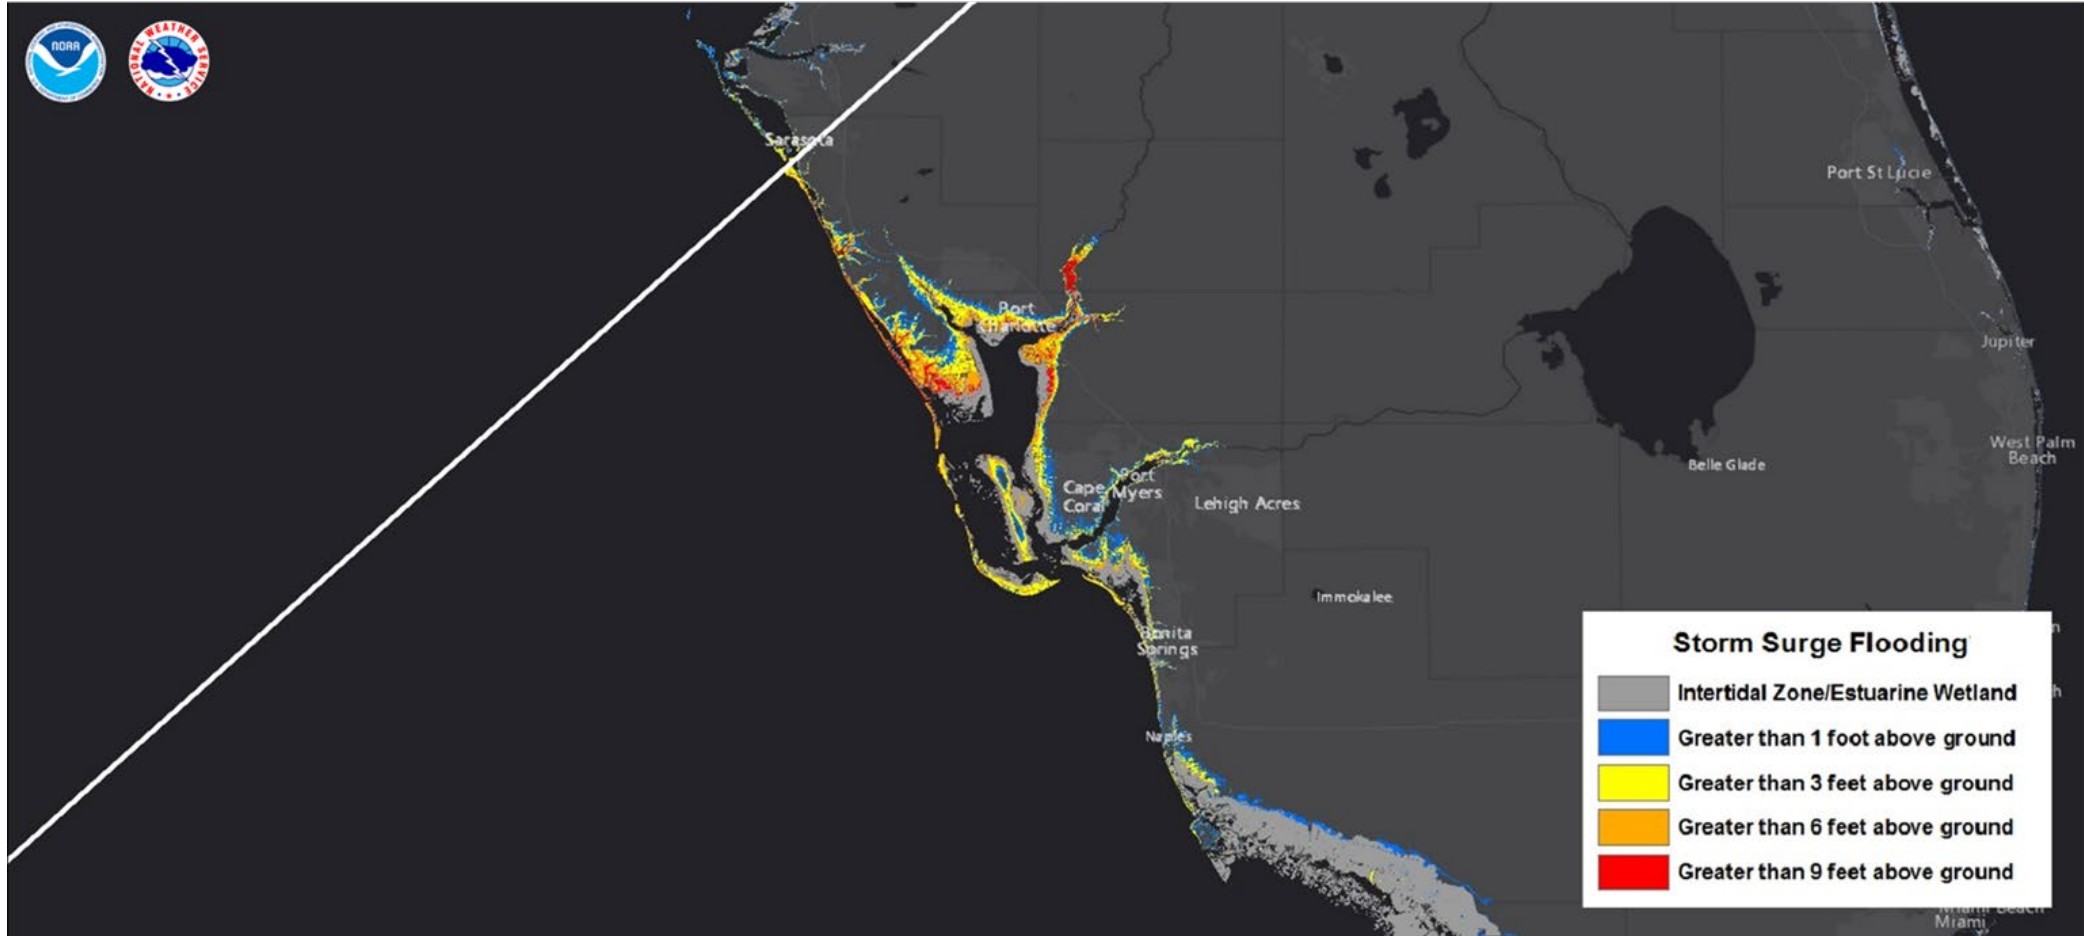 NOAA
NATIONAL WEATHER SERVICE
Sarasota
Port St Lucie
Port
Charlotte
Jupiter
West Palm
Beach
Belle Glade
Cape
Coral
Fort
Myers
Lehigh Acres
Immokalee
Bonita
Springs
Naples
Storm Surge Flooding
Intertidal Zone/Estuarine Wetland
Greater than 1 foot above ground
Greater than 3 feet above ground
Greater than 6 feet above ground
Greater than 9 feet above ground
Miami Beach
Miami